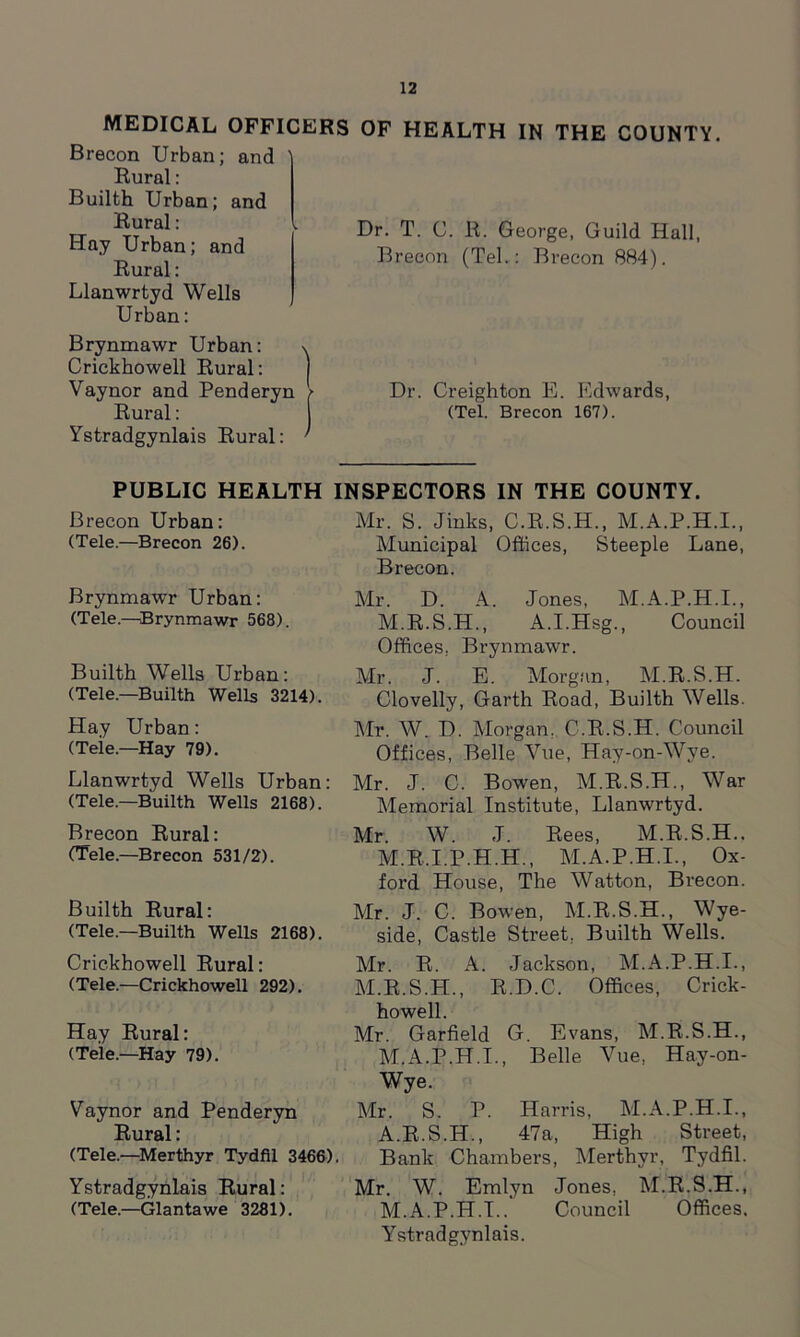 12
MEDICAL OFFICERS OF HEALTH IN THE COUNTY.
Brecon Urban; and
Rural:
Builth Urban; and
Rural:
Hay Urban; and
Rural:
Llanwrtyd Wells
Urban:
Dr. T. C. R. George, Guild Hall,
Brecon (Tel.: Brecon 884).
Brynmawr Urban:
Crickhowell Rural:
Vaynor and Penderyn
Rural:
Ystradgynlais Rural:
Dr. Creighton E. Edwards,
(Tel. Brecon 167).
PUBLIC HEALTH INSPECTORS IN THE COUNTY.
Brecon Urban:
(Tele.—Brecon 26).
Mr. S. Jinks, C.R.S.H., M.A.P.H.I.,
Municipal Offices, Steeple Lane,
Brecon.
Brynmawr Urban:
(Tele.—Brynmawr 568).
Mr. D. A. Jones, M.A.P.H.I.,
M.R.S.H., A.I.Hsg., Council
Offices, Brynmawr.
Builth Wells Urban:
(Tele.—Builth Wells 3214).
Mr. J. E. Morgan, M.R.S.H.
Clovelly, Garth Road, Builth Wells.
Hay Urban:
(Tele.—Hay 79).
Mr. W. D. Morgan, C.R.S.H. Council
Offices, Belle Vue, Hay-on-Wye.
Llanwrtyd Wells Urban:
(Tele.—Builth Wells 2168).
Mr. J. C. Bowen, M.R.S.H., War
Memorial Institute, Llanwrtyd.
Brecon Rural:
(Tele.—Brecon 531/2).
Mr. W. J. Rees, M.R.S.H.,
M.R.I.P.H.H., M.A.P.H.I., Ox-
ford House, The Watton, Brecon.
Builth Rural:
(Tele.—Builth Wells 2168).
Mr. J. C. Bowen, M.R.S.H., Wye-
side, Castle Street, Builth Wells.
Crickhowell Rural:
(Tele.—Crickhowell 292).
Mr. R. A. Jackson, M.A.P.H.I.,
M.R.S.H., R.D.C. Offices, Crick-
howell.
Hay Rural:
(Tele.—Hay 79).
Mr. Garfield G. Evans, M.R.S.H.,
M.A.P.H.I., Belle Vue, Hay-on-
Wye.
Vaynor and Penderyn
Rural:
(Tele.—Merthyr Tydfil 3466).
Mr. S. P. Harris, M.A.P.H.I.,
A.R.S.H., 47a, High Street,
Bank Chambers, Merthyr, Tydfil.
Ystradgynlais Rural:
(Tele.—Glantawe 3281).
Mr. W. Emlyn Jones, M.R.S.H.,
M.A.P.H.I.. Council Offices,
Ystradgynlais.